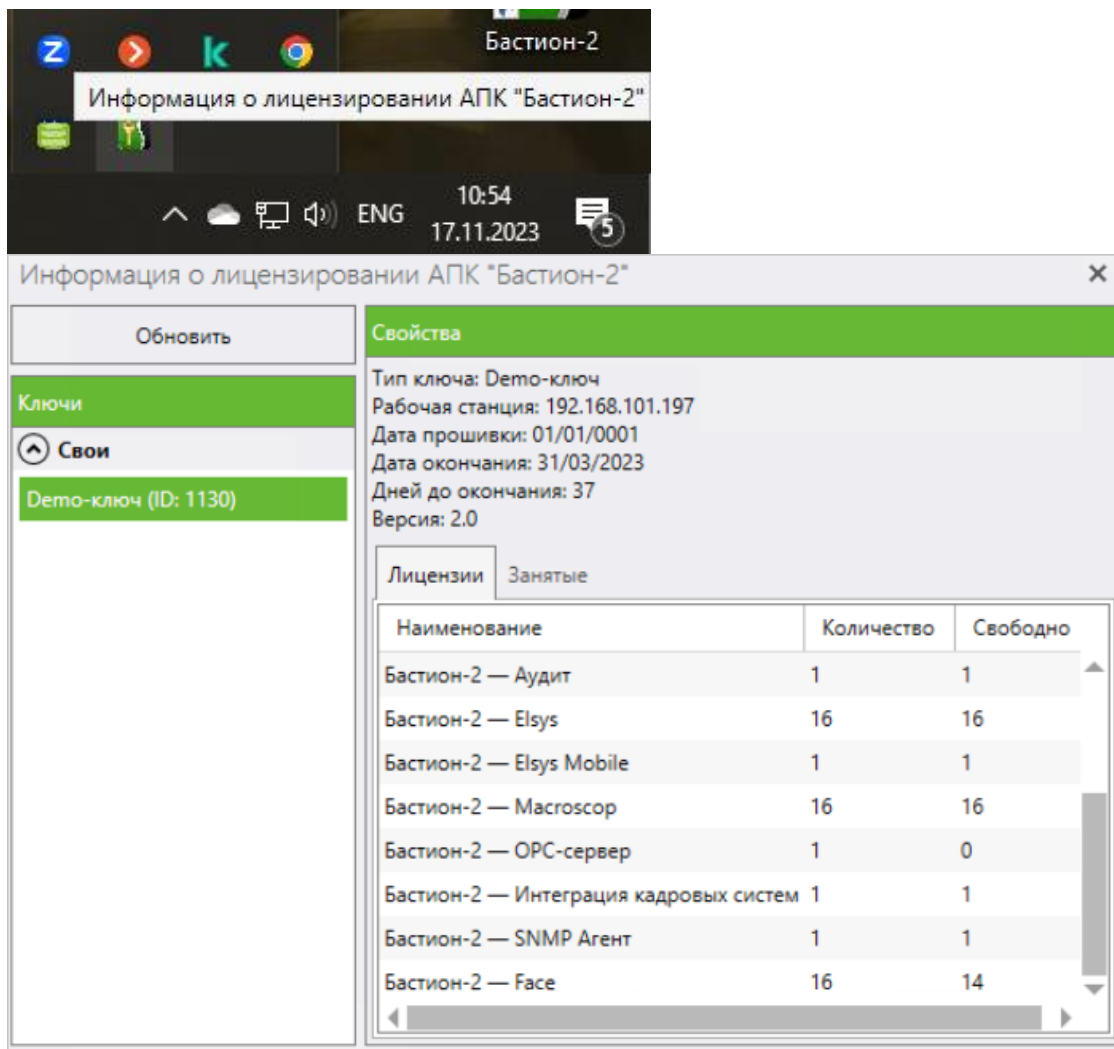 Бастион-2
Информация о лицензировании АПК "Бастион-2"
ENG
10:54
17.11.2023
5
Информация о лицензировании АПК "Бастион-2"
Обновить
Ключи
Свои
Demo-ключ (ID: 1130)
Свойства
Тип ключа: Demo-ключ
Рабочая станция: 192.168.101.197
Дата прошивки: 01/01/0001
Дата окончания: 31/03/2023
Дней до окончания: 37
Версия: 2.0
Лицензии Занятые
Наименование Количество Свободно
Бастион-2 — Аудит 1 1
Бастион-2 — Elsys 16 16
Бастион-2 — Elsys Mobile 1 1
Бастион-2 — Macroscop 16 16
Бастион-2 — OPC-сервер 1 0
Бастион-2 — Интеграция кадровых систем 1 1
Бастион-2 — SNMP Агент 1 1
Бастион-2 — Face 16 14